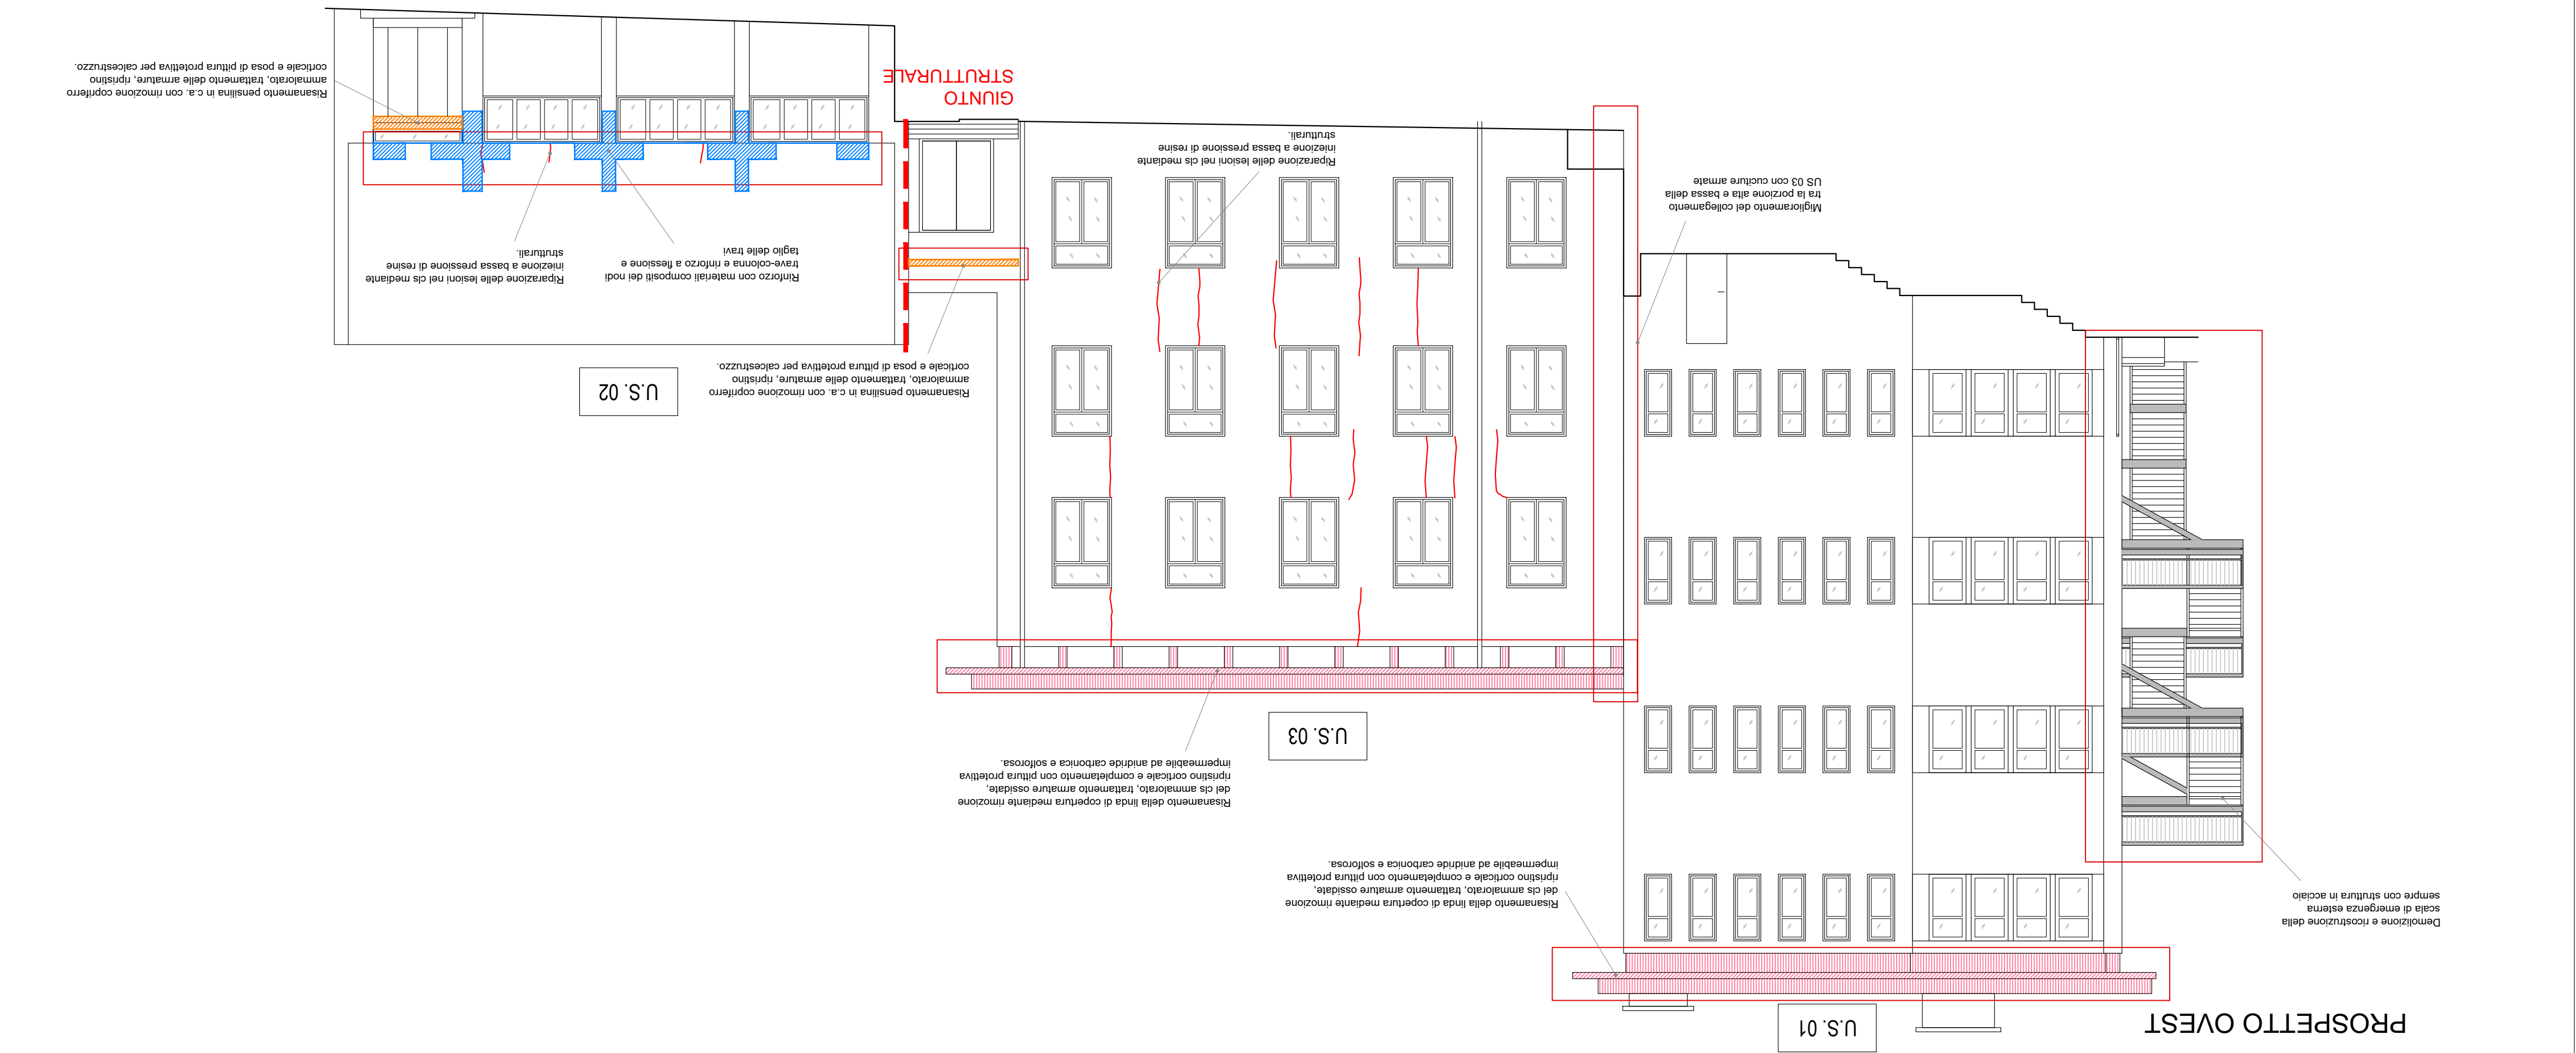 PROSPETTO OVEST
U.S. 01
Demolizione e ricostruzione della
scala di emergenza esterna
sempre con struttura in acciaio
Risanamento della linda di copertura mediante rimozione
del cls ammalorato, trattamento armature ossidate,
ripristino corticale e completamento con pittura protettiva
impermeabile ad anidride carbonica e solforosa.
Risanamento della linda di copertura mediante rimozione
del cls ammalorato, trattamento armature ossidate,
ripristino corticale e completamento con pittura protettiva
impermeabile ad anidride carbonica e solforosa.
U.S. 03
Miglioramento del collegamento
tra la porzione alta e bassa della
US 03 con cuciture armate
Riparazione delle lesioni nel cls mediante
iniezione a bassa pressione di resine
strutturali.
Risanamento pensilina in c.a. con rimozione copriferro
ammalorato, trattamento delle armature, ripristino
corticale e posa di pittura protettiva per calcestruzzo.
U.S. 02
GIUNTO
STRUTTURALE
Rinforzo con materiali compositi dei nodi
trave-colonna e rinforzo a flessione e
taglio delle travi
Riparazione delle lesioni nel cls mediante
iniezione a bassa pressione di resine
strutturali.
Risanamento pensilina in c.a. con rimozione copriferro
ammalorato, trattamento delle armature, ripristino
corticale e posa di pittura protettiva per calcestruzzo.